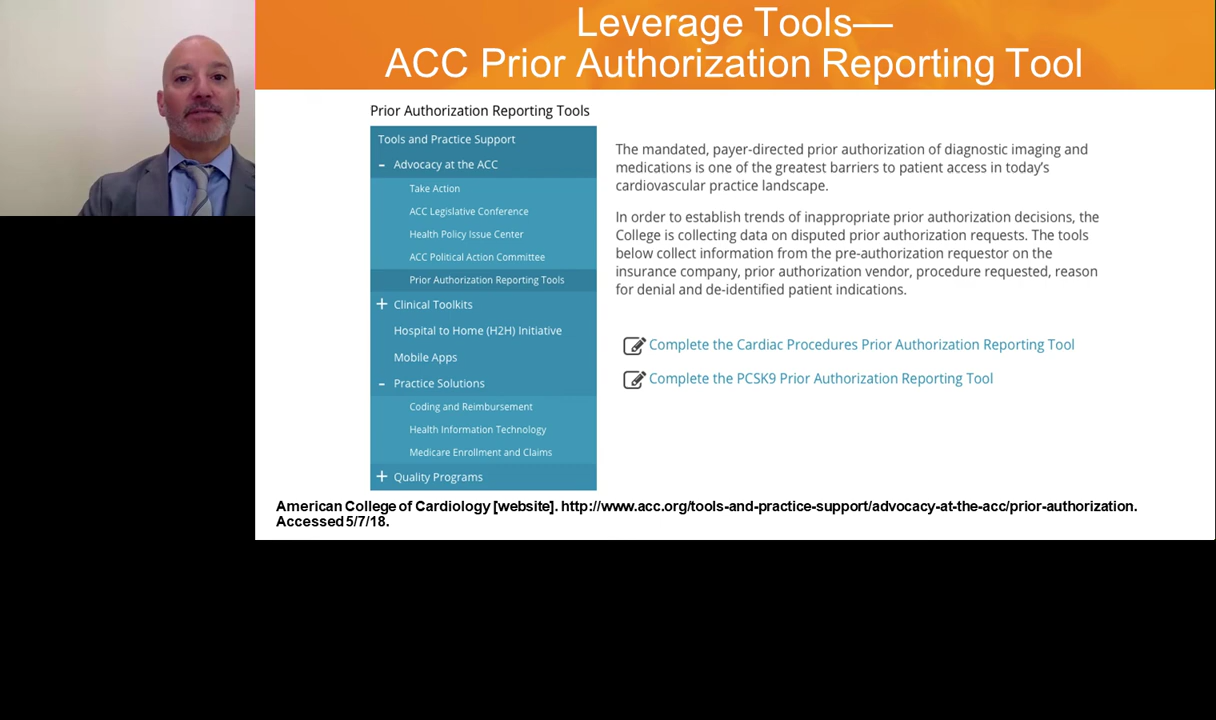 Leverage Tools—
ACC Prior Authorization Reporting Tool
Prior Authorization Reporting Tools
Tools and Practice Support
- Advocacy at the ACC
Take Action
ACC Legislative Conference
Health Policy Issue Center
ACC Political Action Committee
Prior Authorization Reporting Tools
+ Clinical Toolkits
Hospital to Home (H2H) Initiative
Mobile Apps
- Practice Solutions
Coding and Reimbursement
Health Information Technology
Medicare Enrollment and Claims
+ Quality Programs
The mandated, payer-directed prior authorization of diagnostic imaging and
medications is one of the greatest barriers to patient access in today's
cardiovascular practice landscape.
In order to establish trends of inappropriate prior authorization decisions, the
College is collecting data on disputed prior authorization requests. The tools
below collect information from the pre-authorization requestor on the
insurance company, prior authorization vendor, procedure requested, reason
for denial and de-identified patient indications.
Complete the Cardiac Procedures Prior Authorization Reporting Tool
Complete the PCSK9 Prior Authorization Reporting Tool
American College of Cardiology [website]. http://www.acc.org/tools-and-practice-support/advocacy-at-the-acc/prior-authorization.
Accessed 5/7/18.